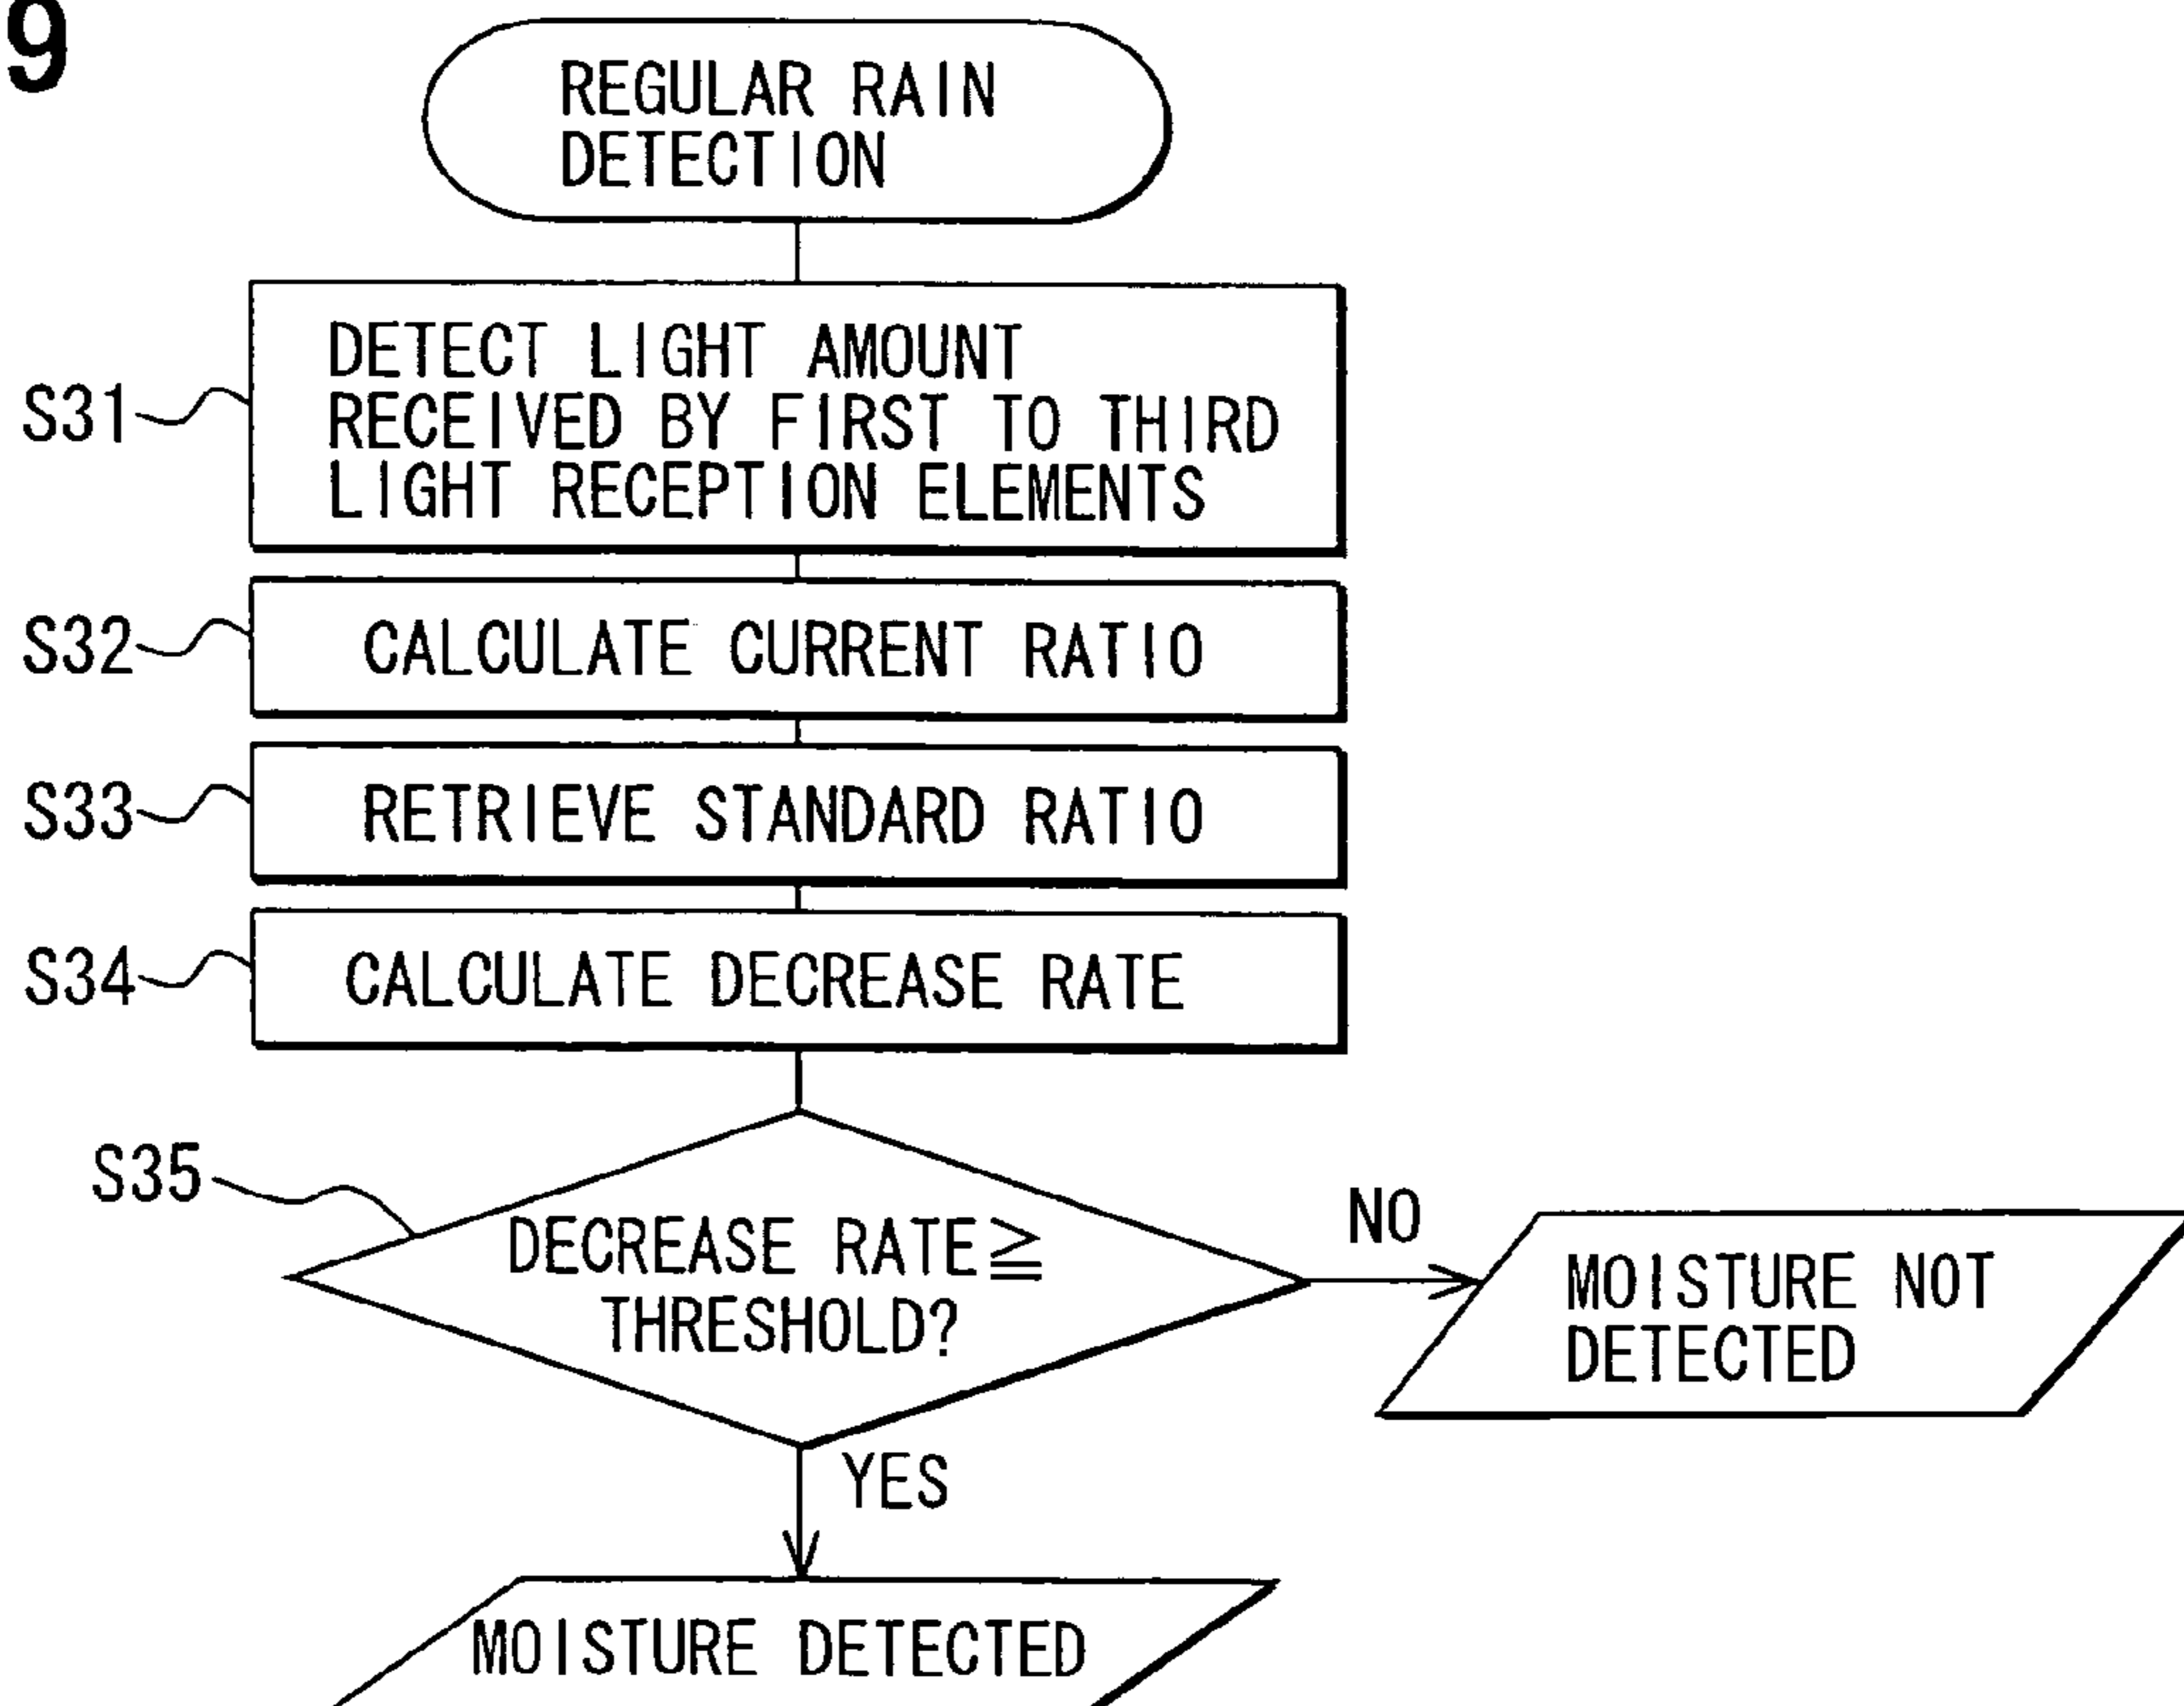 9
REGULAR RAIN
DETECTION
S31
DETECT LIGHT AMOUNT
RECEIVED BY FIRST TO THIRD
LIGHT RECEPTION ELEMENTS
S32
CALCULATE CURRENT RATIO
S33
RETRIEVE STANDARD RATIO
S34
CALCULATE DECREASE RATE
S35
DECREASE RATE≧
THRESHOLD?
NO
MOISTURE NOT
DETECTED
YES
MOISTURE DETECTED